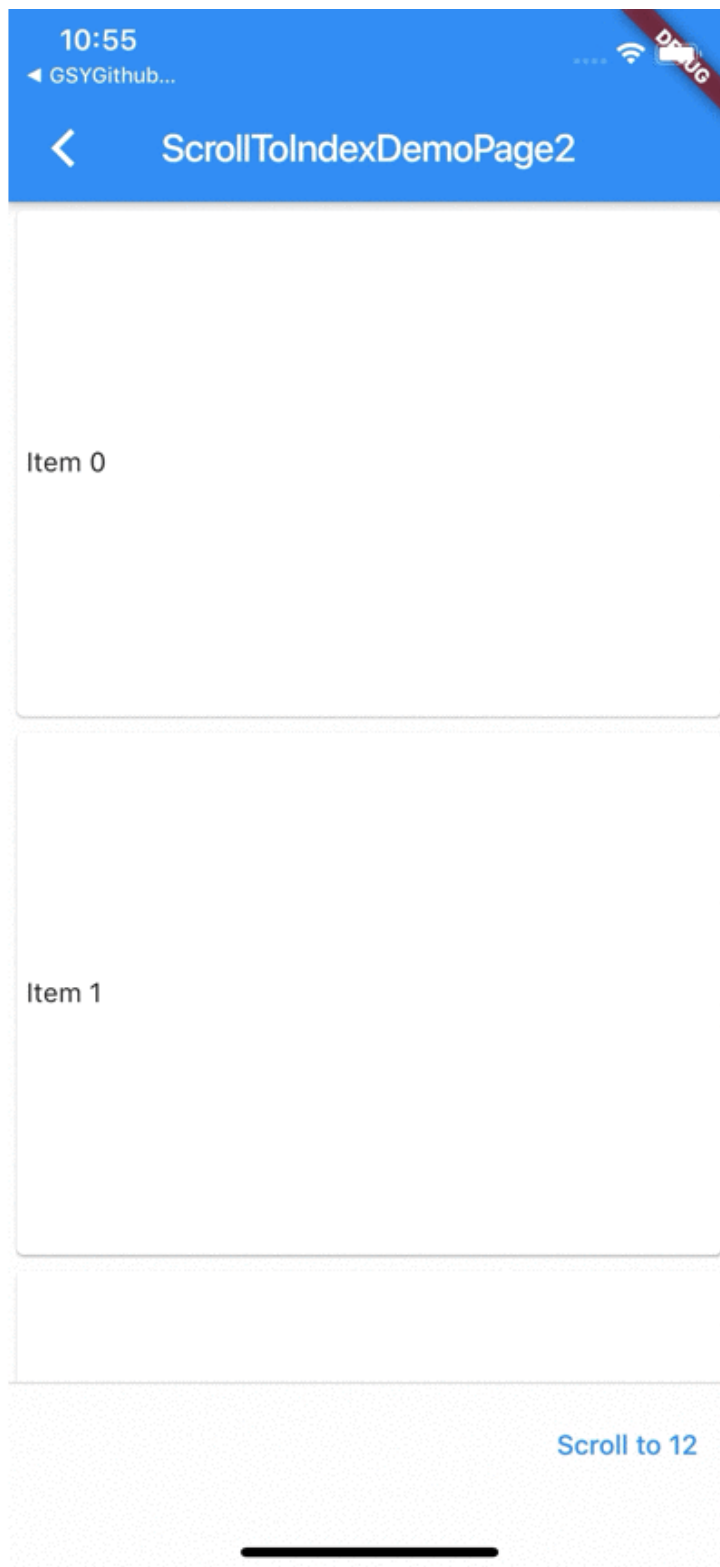 10:55
◀ GSYGithub...
DEBUG
ScrollToIndexDemoPage2
Item 0
Item 1
Scroll to 12